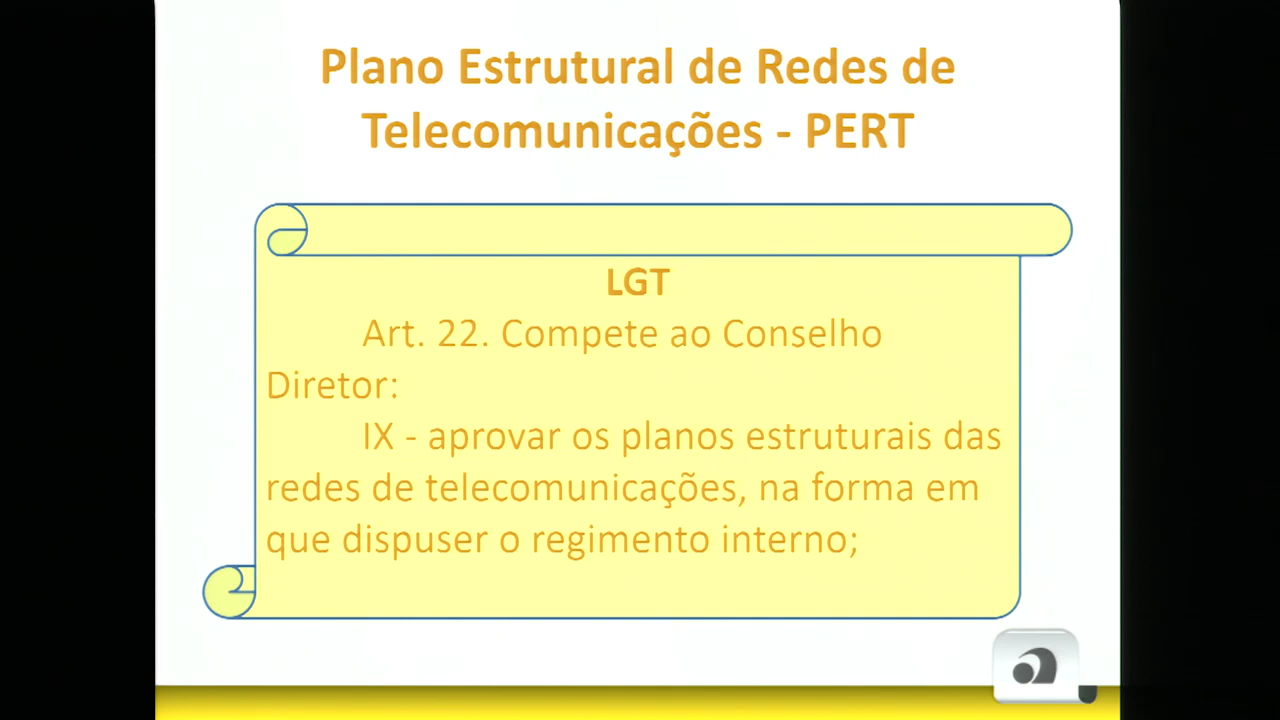 Plano Estrutural de Redes de
Telecomunicações - PERT
LGT
Art. 22. Compete ao Conselho
Diretor:
IX - aprovar os planos estruturais das
redes de telecomunicações, na forma em
que dispuser o regimento interno;